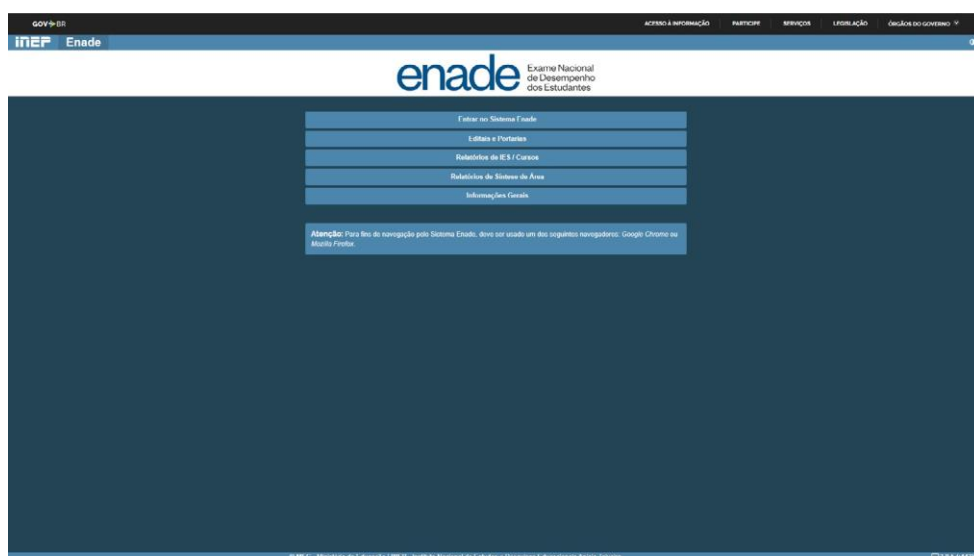 GOV BR
ACESSO À INFORMAÇÃO PARTICIPE SERVIÇOS LEGISLAÇÃO ÓRGÃOS DO GOVERNO
inep Enade
enade Exame Nacional
de Desempenho
dos Estudantes
Entrar no Sistema Enade
Editais e Portarias
Relatórios de IES / Cursos
Relatórios de Síntese de Área
Informações Gerais
Atenção: Para fins de navegação pelo Sistema Enade, deve ser usado um dos seguintes navegadores: Google Chrome ou
Mozilla Firefox.